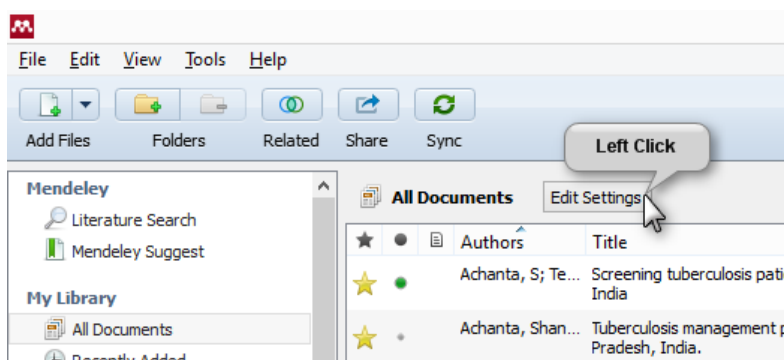 File Edit View Tools Help
Add Files Folders Related Share Sync
Left Click
Mendeley
Literature Search
Mendeley Suggest
My Library
All Documents
Recently Added
All Documents Edit Settings
Authors Title
Achanta, S; Te... Screening tuberculosis pati
India
Achanta, Shan... Tuberculosis management p
Pradesh, India.